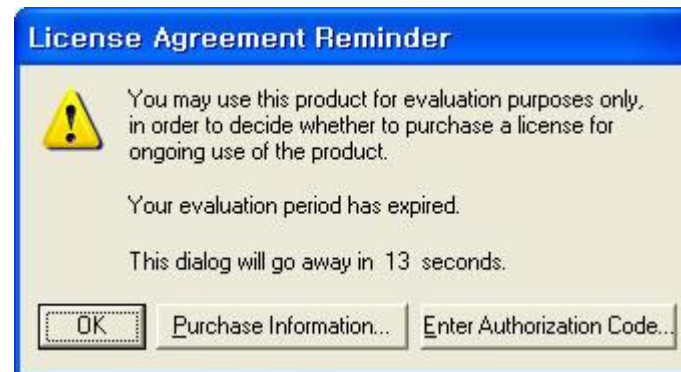 License Agreement Reminder
You may use this product for evaluation purposes only,
in order to decide whether to purchase a license for
ongoing use of the product.
Your evaluation period has expired.
This dialog will go away in 13 seconds.
OK Purchase Information... Enter Authorization Code...